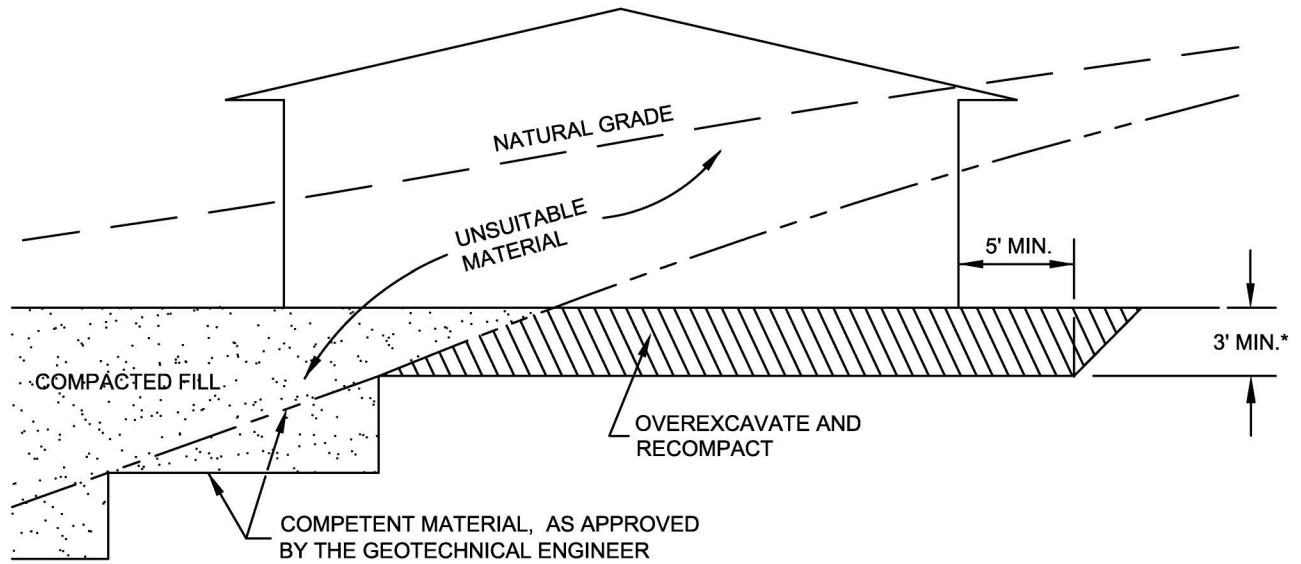 NATURAL GRADE
UNSUITABLE
MATERIAL
5' MIN.
3' MIN.*
COMPACTED FILL
OVEREXCAVATE AND
RECOMPACT
COMPETENT MATERIAL, AS APPROVED
BY THE GEOTECHNICAL ENGINEER